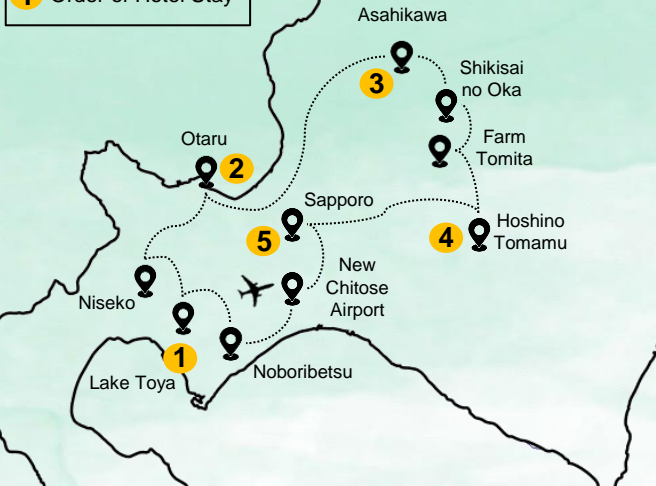 1 Order of Hotel Stay
Asahikawa
3
Shikisai
no Oka
Otaru
2
Farm
Tomita
Sapporo
5
4
Hoshino
Tomamu
New
Chitose
Airport
Niseko
1
Lake Toya
Noboribetsu